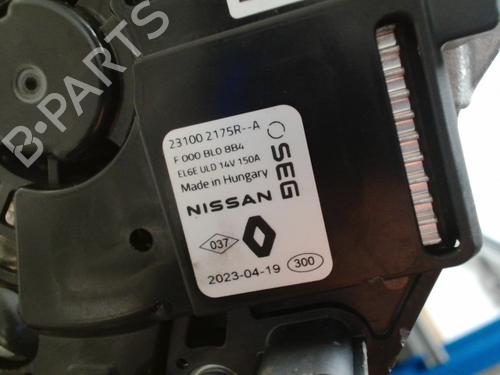 23100 2175R--A
F 000 BL0 8B4
EL6E ULD 14V 150A
Made in Hungary
SEG
NISSAN
037
2023-04-19
300
B-PARTS